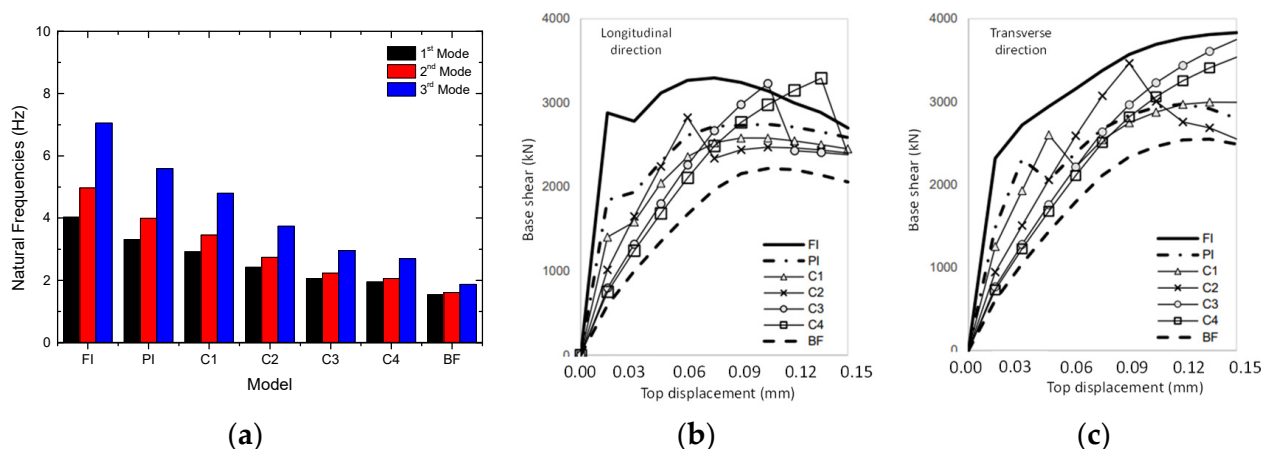 10
8
6
4
2
0
Natural Frequencies (Hz)
1st Mode
2nd Mode
3rd Mode
FI PI C1 C2 C3 C4 BF
Model
(a)
4000
3000
2000
1000
0
Base shear (kN)
Longitudinal
direction
FI
PI
C1
C2
C3
C4
BF
0.00 0.03 0.06 0.09 0.12 0.15
Top displacement (mm)
(b)
4000
3000
2000
1000
0
Base shear (kN)
Transverse
direction
FI
PI
C1
C2
C3
C4
BF
0.00 0.03 0.06 0.09 0.12 0.15
Top displacement (mm)
(c)